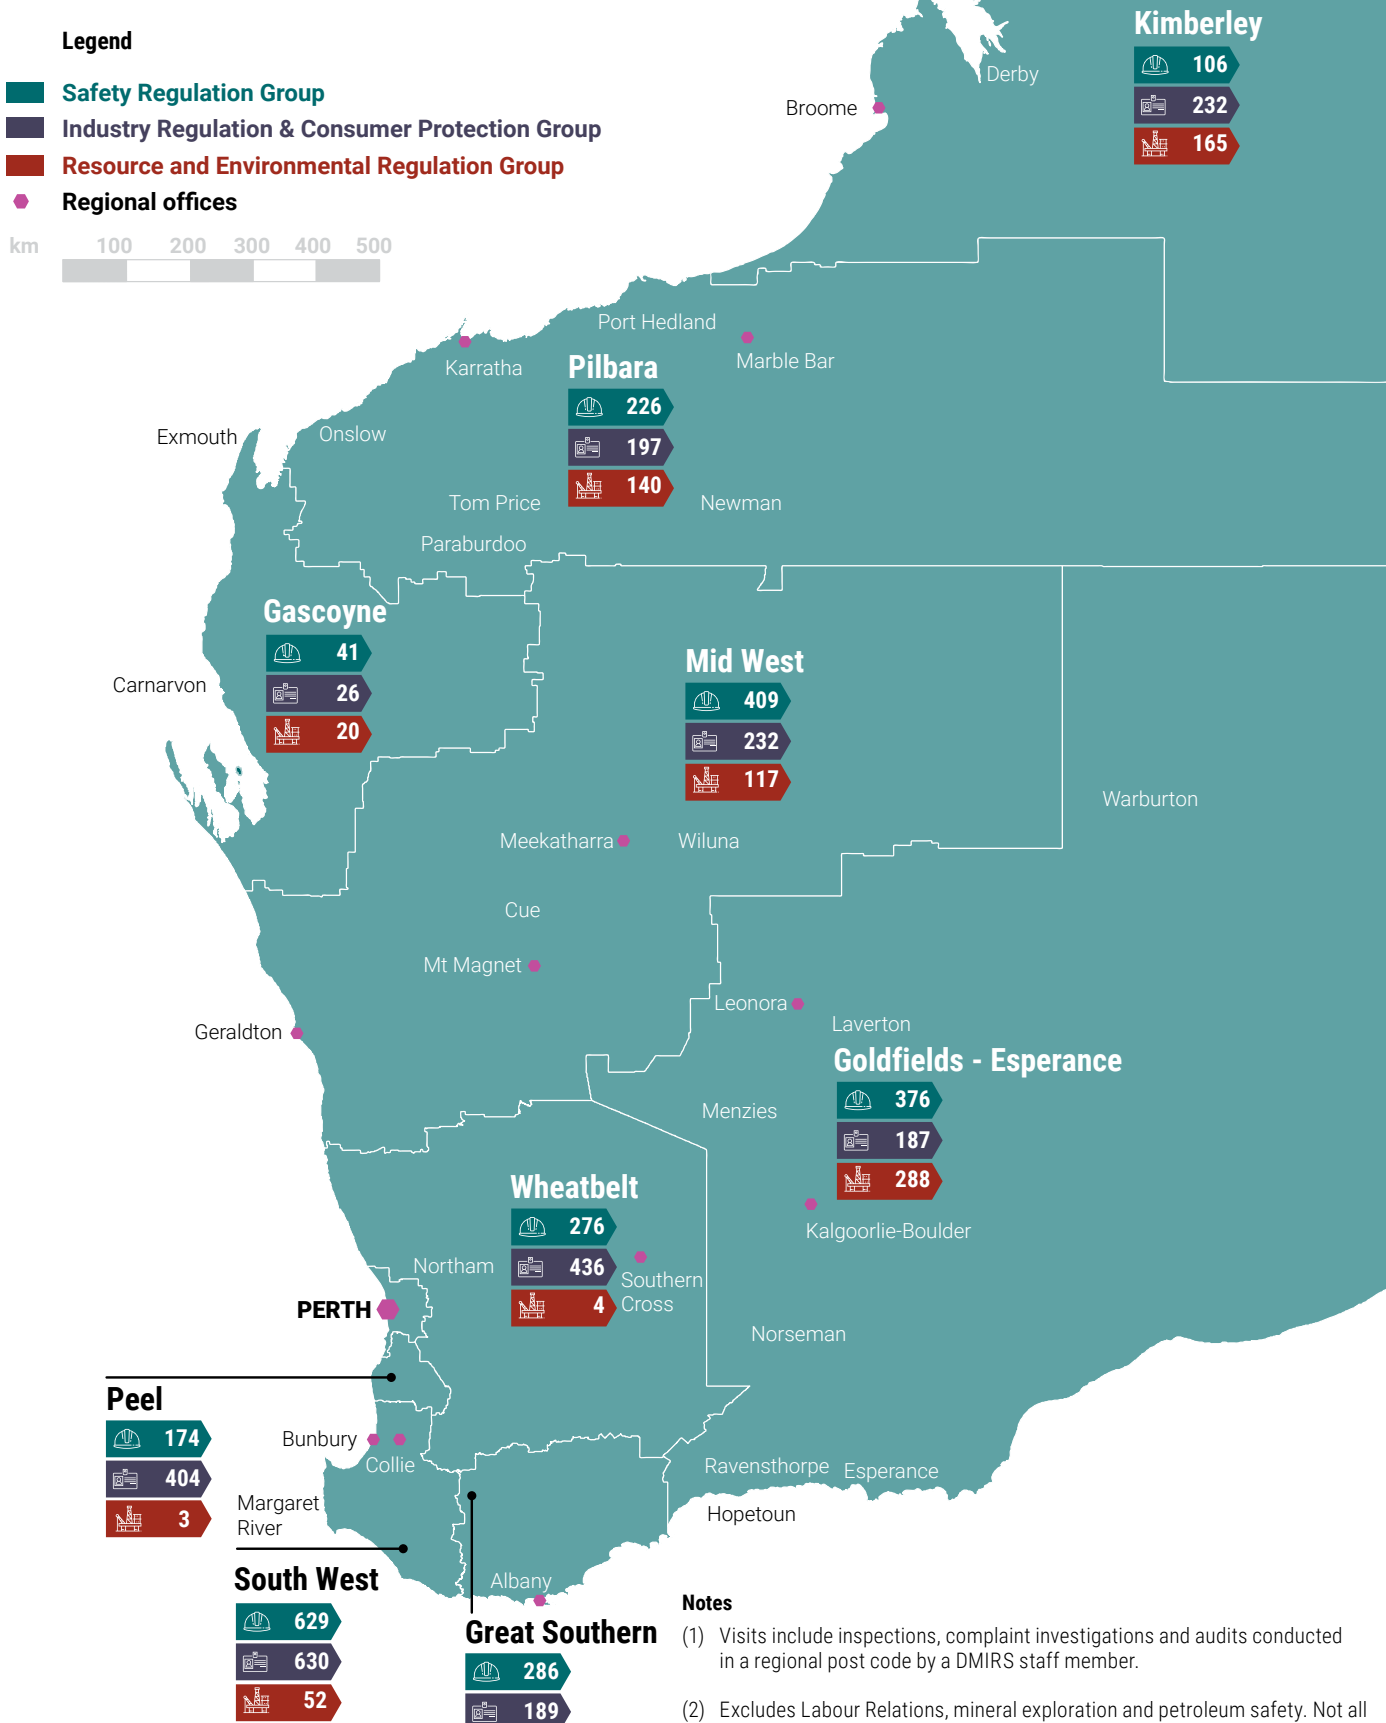 Legend
Safety Regulation Group
Industry Regulation & Consumer Protection Group
Resource and Environmental Regulation Group
Regional offices
km 100 200 300 400 500
Kimberley
106
232
165
Derby
Broome
Port Hedland
Marble Bar
Karratha
Pilbara
226
197
140
Exmouth
Onslow
Tom Price
Newman
Paraburdoo
Gascoyne
41
26
20
Carnarvon
Mid West
409
232
117
Warburton
Meekatharra
Wiluna
Cue
Mt Magnet
Leonora
Laverton
Geraldton
Goldfields - Esperance
376
187
288
Menzies
Kalgoorlie-Boulder
Wheatbelt
276
436
4
Northam
Southern
Cross
PERTH
Norseman
Peel
174
404
3
Bunbury
Collie
Margaret
River
Ravensthorpe
Esperance
Hopetoun
South West
629
630
52
Albany
Great Southern
286
189
Notes
(1) Visits include inspections, complaint investigations and audits conducted
in a regional post code by a DMIRS staff member.
(2) Excludes Labour Relations, mineral exploration and petroleum safety. Not all